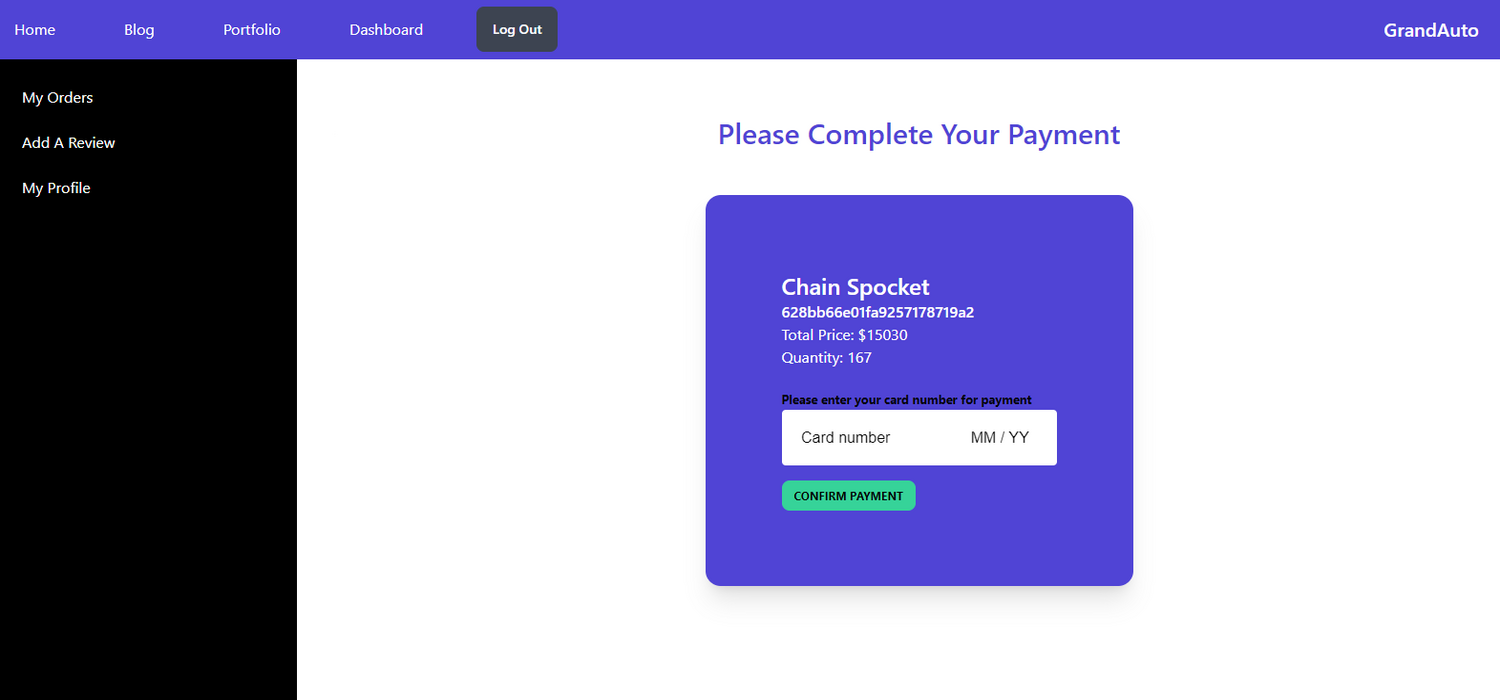 Home Blog Portfolio Dashboard Log Out GrandAuto
My Orders
Add A Review
My Profile
Please Complete Your Payment
Chain Spocket
628bb66e01fa9257178719a2
Total Price: $15030
Quantity: 167
Please enter your card number for payment
Card number MM / YY
CONFIRM PAYMENT